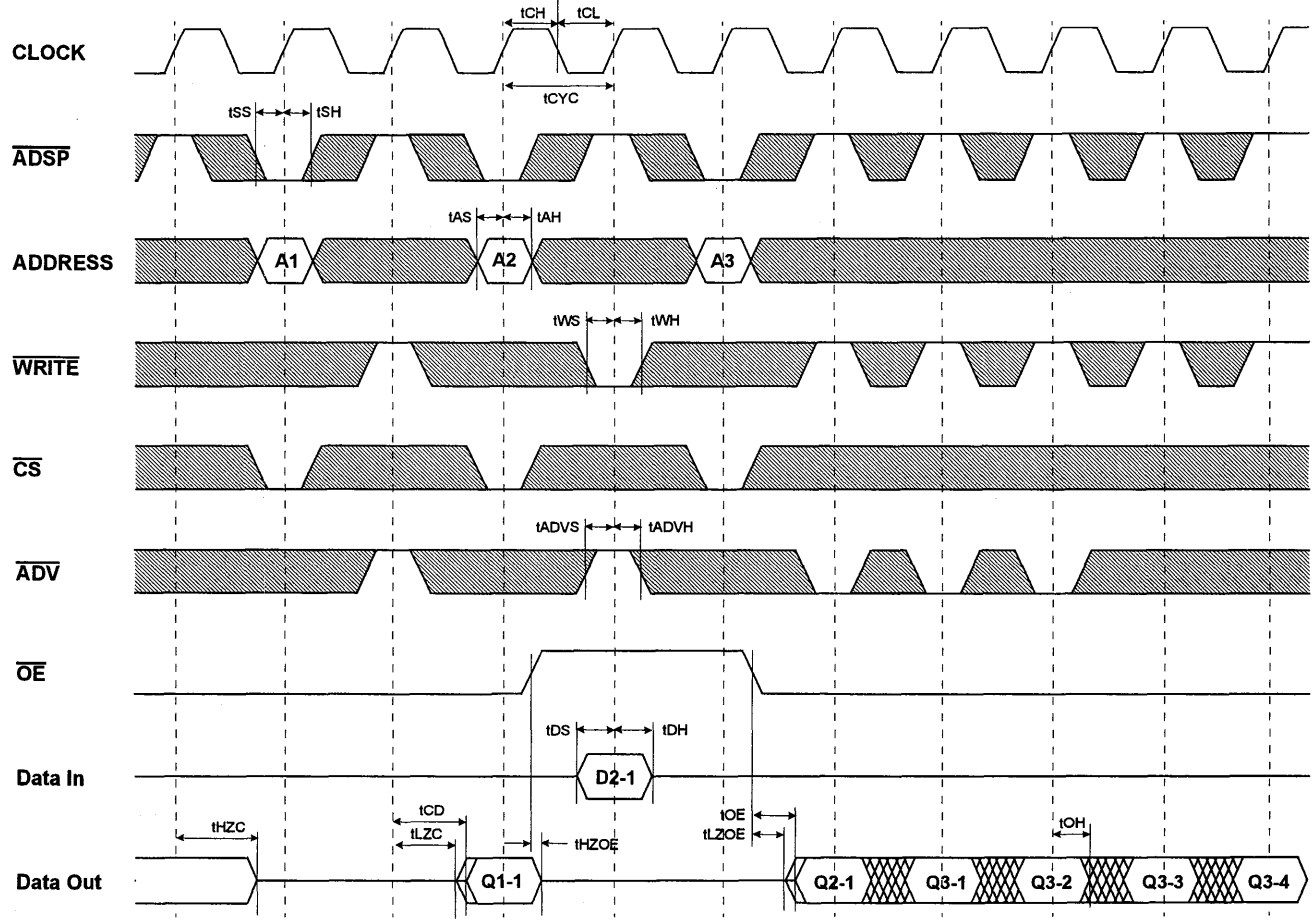 tCH tCL
CLOCK
tCYC
tSS tSH
ADSP
tAS tAH
ADDRESS A1 A2 A3
tWS tWH
WRITE
CS
tADVS tADVH
ADV
OE
tDS tDH
Data In D2-1
tHZC tCD tLZC tHZOE tOE tLZOE tOH
Data Out Q1-1 Q2-1 Q3-1 Q3-2 Q3-3 Q3-4